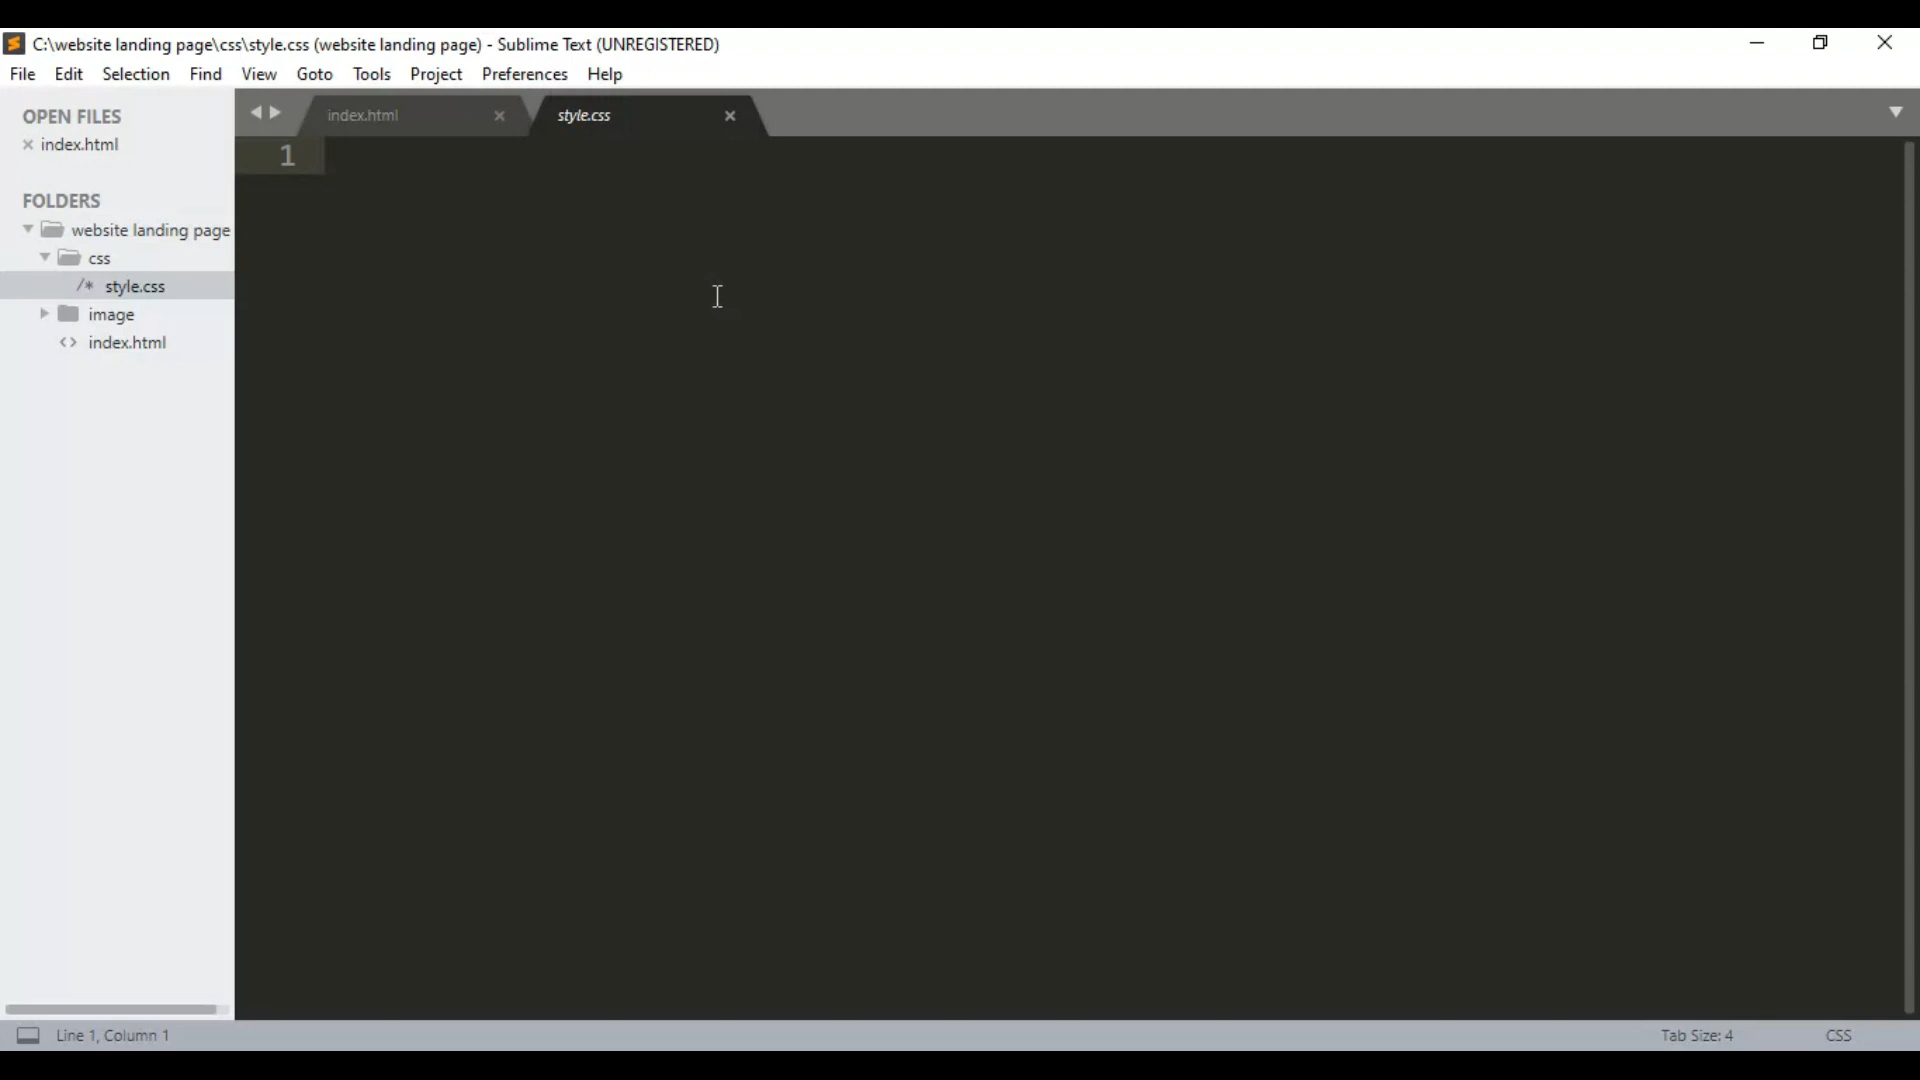 C:\website landing page\css\style.css (website landing page) - Sublime Text (UNREGISTERED)
File Edit Selection Find View Goto Tools Project Preferences Help
OPEN FILES
index.html
FOLDERS
website landing page
css
/* style.css
image
<> index.html
index.html
style.css
1
Line 1, Column 1
Tab Size: 4
CSS